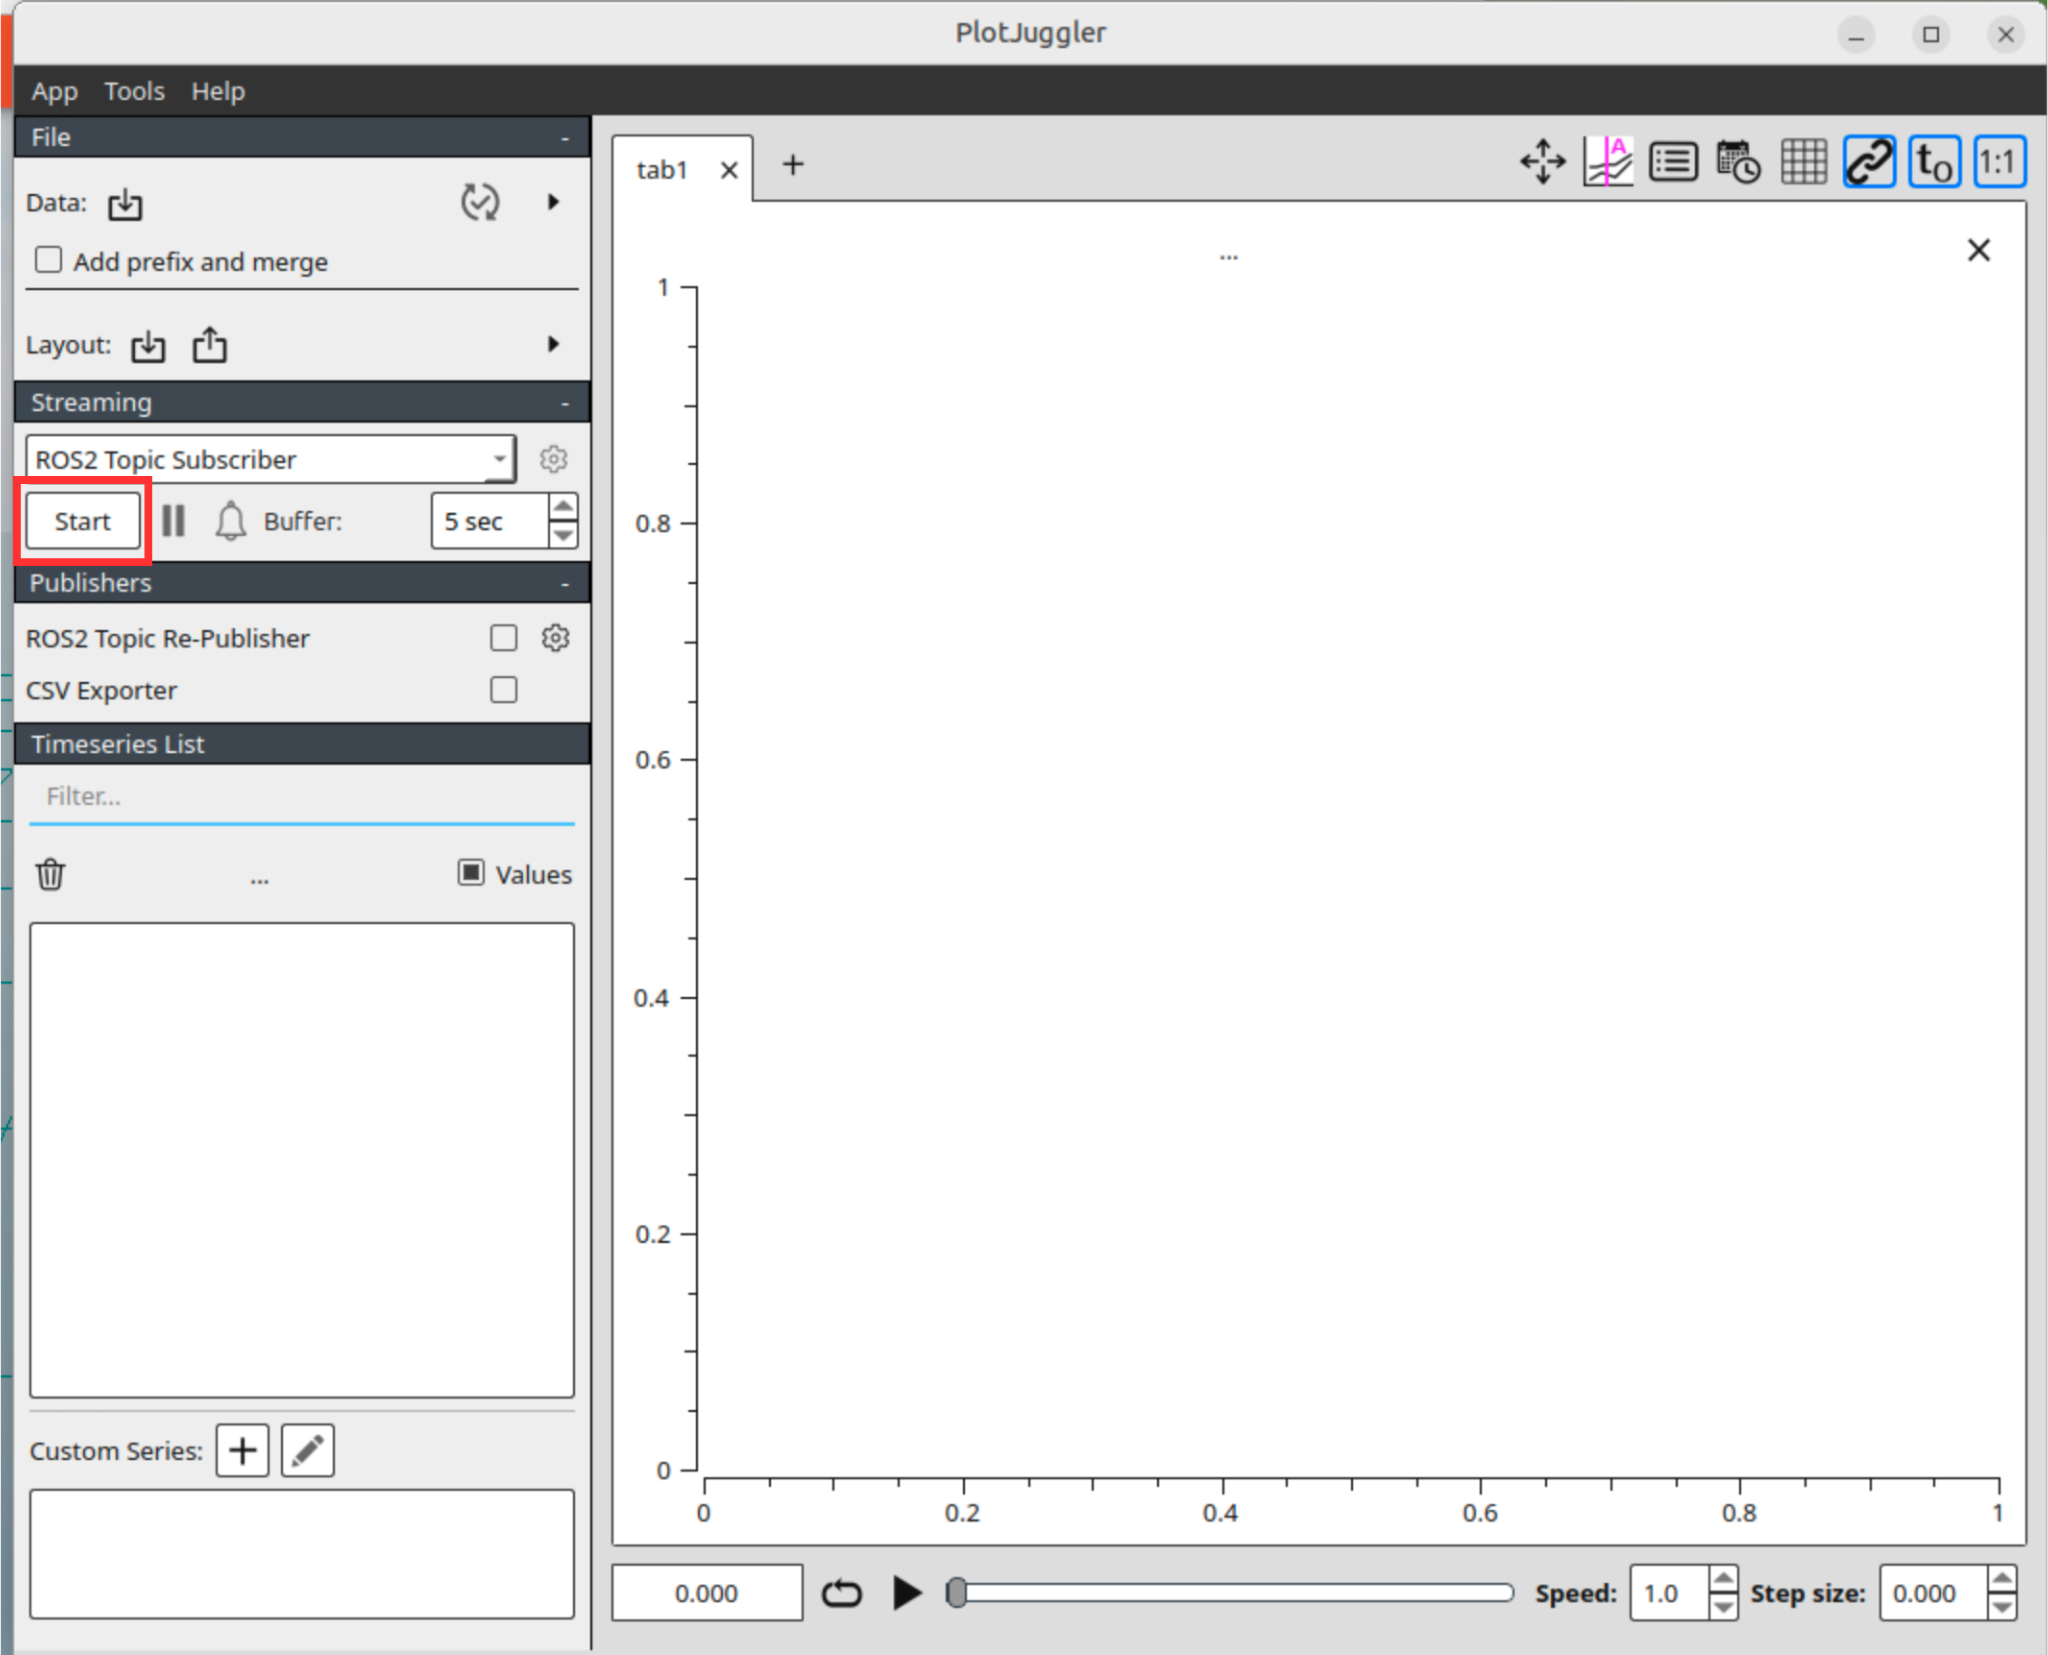 PlotJuggler
App Tools Help
File -
Data:
Add prefix and merge
Layout:
Streaming -
ROS2 Topic Subscriber
Start Buffer: 5 sec
Publishers -
ROS2 Topic Re-Publisher
CSV Exporter
Timeseries List
Filter...
... Values
Custom Series:
tab1
A
to
1:1
...
1
0.8
0.6
0.4
0.2
0
0 0.2 0.4 0.6 0.8 1
0.000 Speed: 1.0 Step size: 0.000